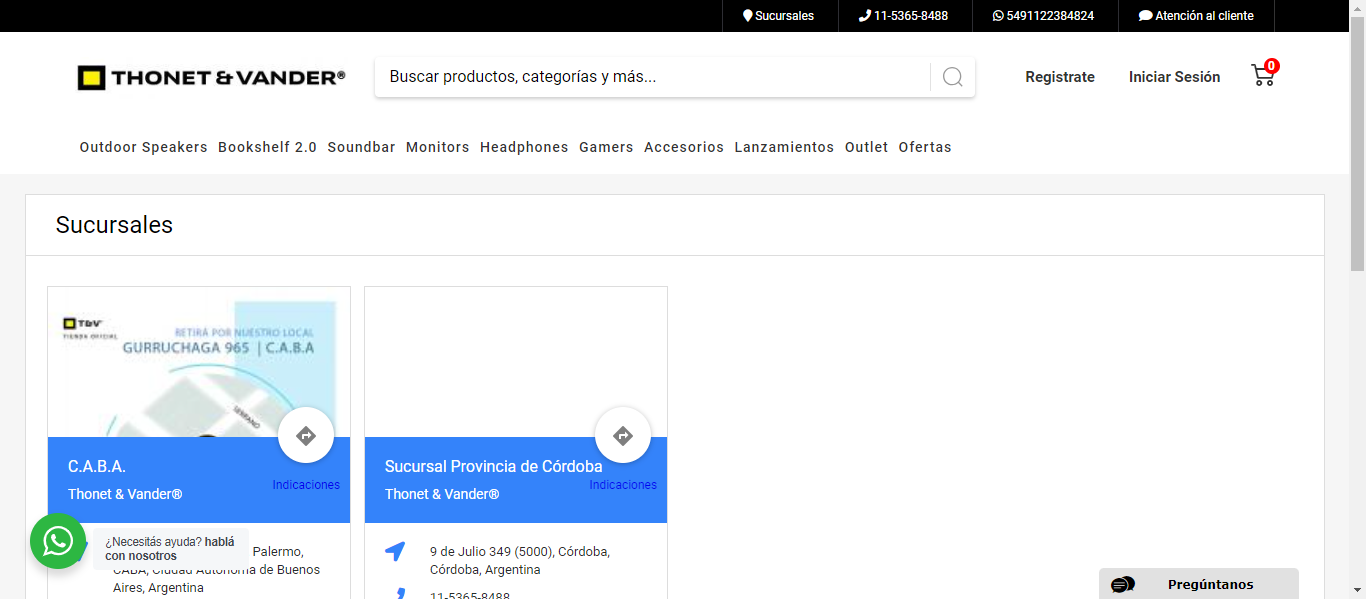 Sucursales
11-5365-8488
5491122384824
Atención al cliente
THONET & VANDER®
Buscar productos, categorías y más...
Registrate
Iniciar Sesión
0
Outdoor Speakers Bookshelf 2.0 Soundbar Monitors Headphones Gamers Accesorios Lanzamientos Outlet Ofertas
Sucursales
T&V
TIENDA OFICIAL
RETIRÁ POR NUESTRO LOCAL
GURRUCHAGA 965 | C.A.B.A
SERRANO
C.A.B.A.
Indicaciones
Thonet & Vander®
Palermo,
CABA, Ciudad Autónoma de Buenos
Aires, Argentina
Sucursal Provincia de Córdoba
Indicaciones
Thonet & Vander®
9 de Julio 349 (5000), Córdoba,
Córdoba, Argentina
11-5365-8488
¿Necesitás ayuda? hablá
con nosotros
Pregúntanos